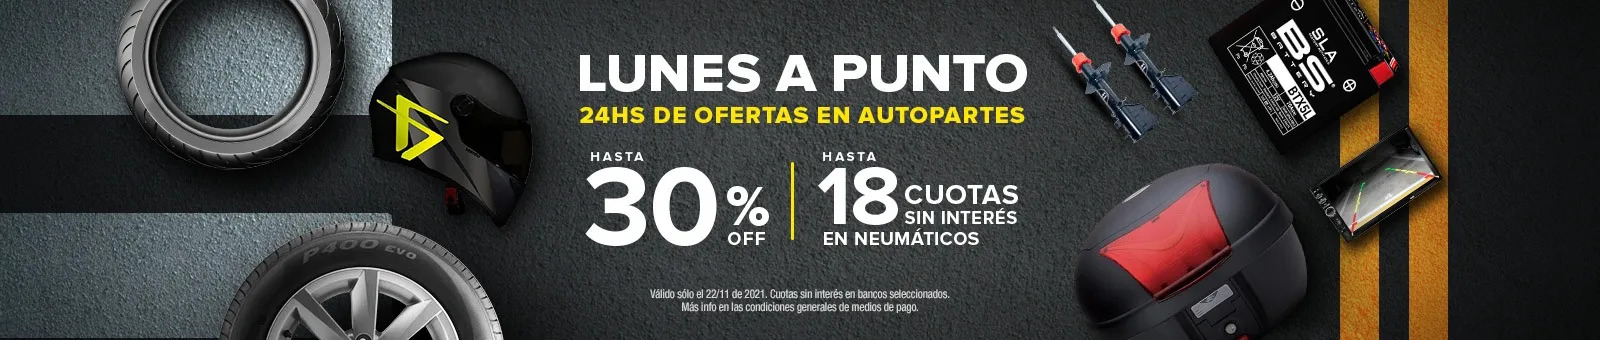 LUNES A PUNTO
24HS DE OFERTAS EN AUTOPARTES
HASTA
30%
OFF
HASTA
18 CUOTAS
SIN INTERÉS
EN NEUMÁTICOS
Válido sólo el 22/11 de 2021. Cuotas sin interés en bancos seleccionados.
Más info en las condiciones generales de medios de pago.
P400 Evo
SLA
BS
BATTERY
BTX5L